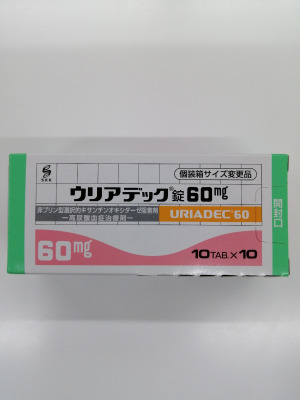 SKK
個装箱サイズ変更品
ウリアデック®錠60mg
非プリン型選択的キサンチンオキシダーゼ阻害剤
ー高尿酸血症治療剤ー
URIADEC®60
60mg
10TAB.×10
開封口